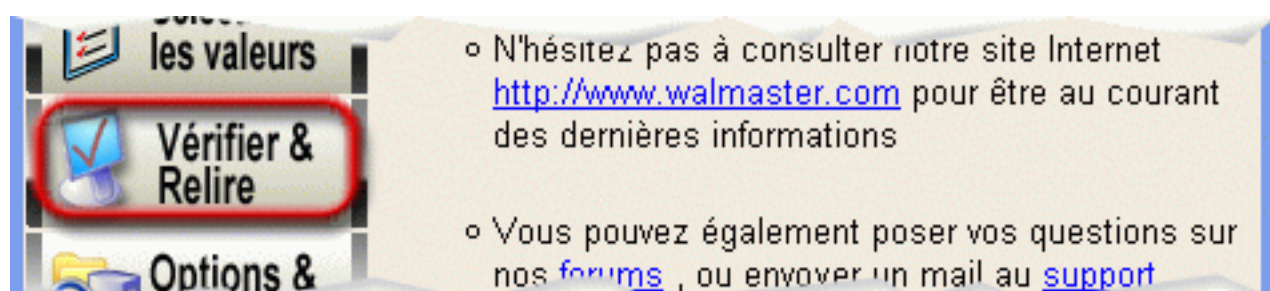 les valeurs
Vérifier &
Relire
Options &
N'hésitez pas à consulter notre site Internet
http://www.walmaster.com pour être au courant
des dernières informations
Vous pouvez également poser vos questions sur
nos forums , ou envoyer un mail au support